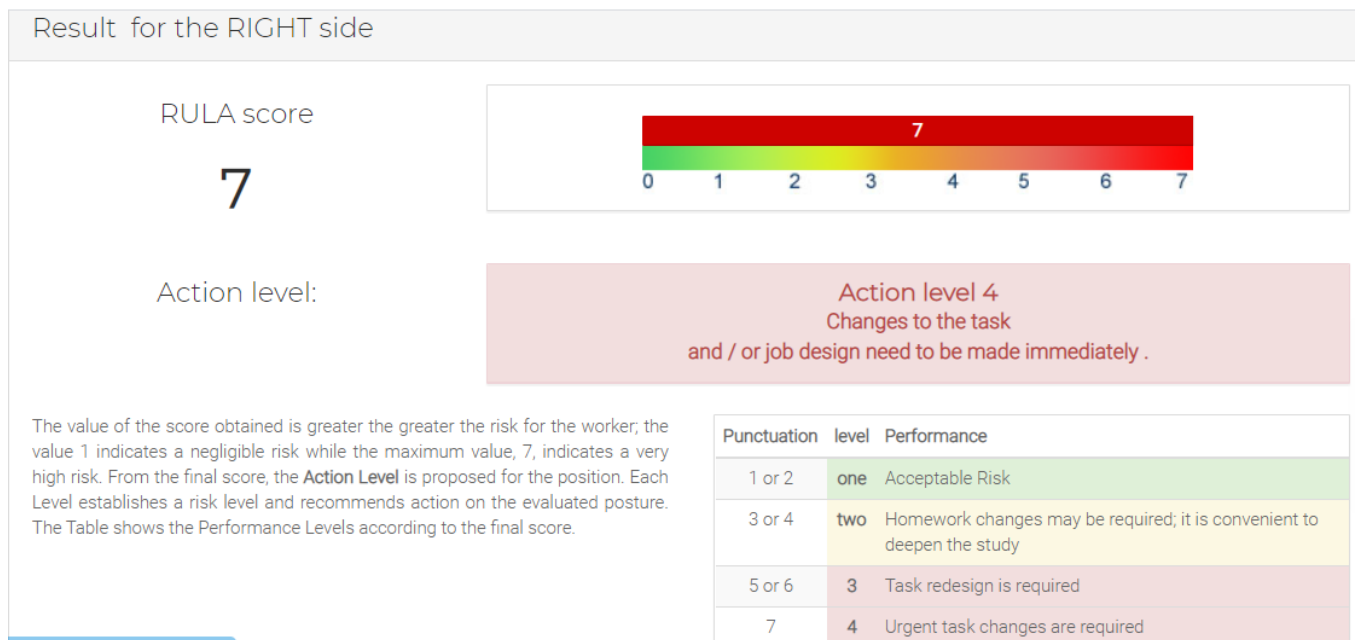 Result for the RIGHT side
RULA score
7
7
0 1 2 3 4 5 6 7
Action level:
Action level 4
Changes to the task
and / or job design need to be made immediately .
The value of the score obtained is greater the greater the risk for the worker; the
value 1 indicates a negligible risk while the maximum value, 7, indicates a very
high risk. From the final score, the Action Level is proposed for the position. Each
Level establishes a risk level and recommends action on the evaluated posture.
The Table shows the Performance Levels according to the final score.
Punctuation level Performance
1 or 2 one Acceptable Risk
3 or 4 two Homework changes may be required; it is convenient to
deepen the study
5 or 6 3 Task redesign is required
7 4 Urgent task changes are required